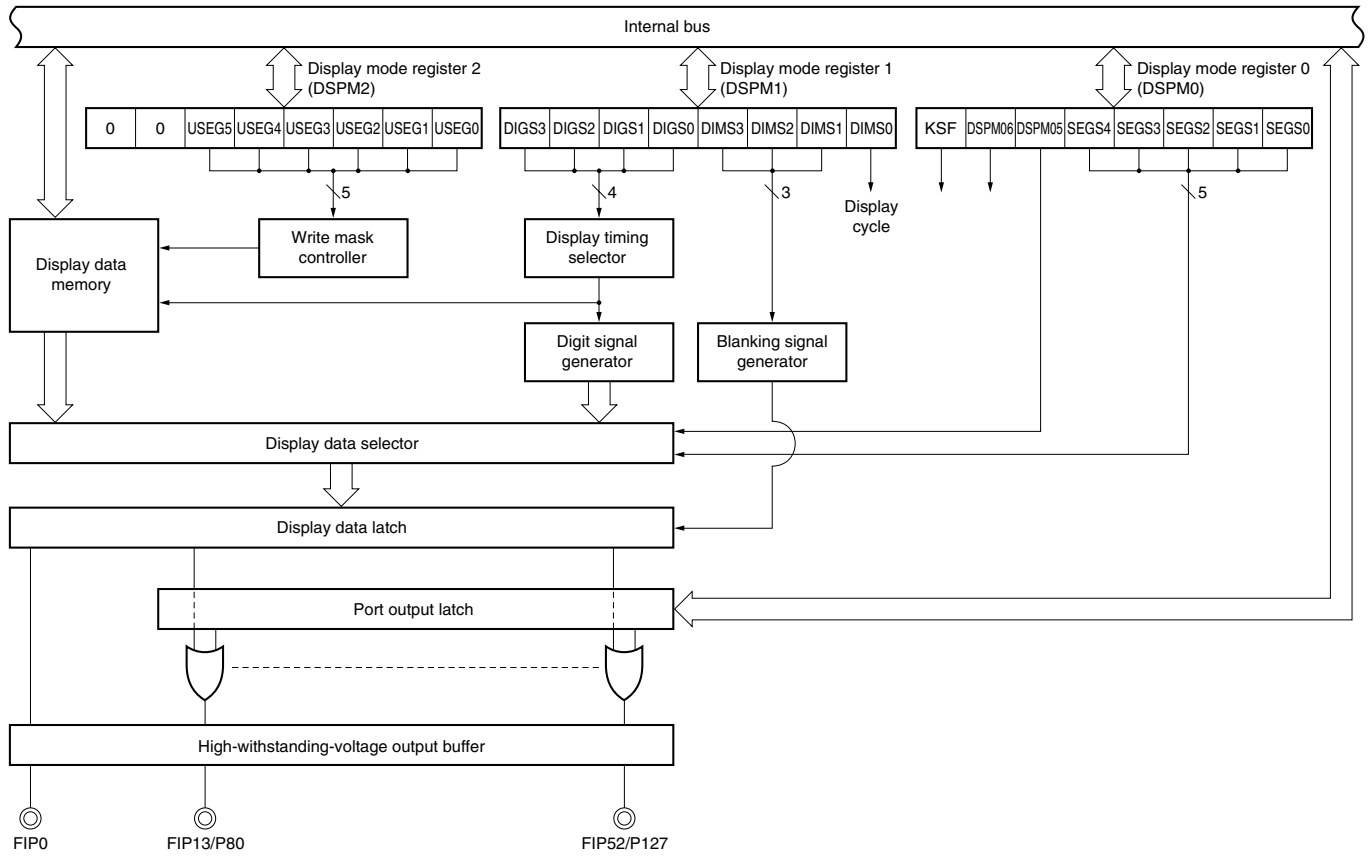 Internal bus
Display mode register 2
(DSPM2)
Display mode register 1
(DSPM1)
Display mode register 0
(DSPM0)
0 0 USEG5 USEG4 USEG3 USEG2 USEG1 USEG0
DIGS3 DIGS2 DIGS1 DIGS0 DIMS3 DIMS2 DIMS1 DIMS0
KSF DSPM06 DSPM05 SEGS4 SEGS3 SEGS2 SEGS1 SEGS0
5
4
3
5
Display
cycle
Display data
memory
Write mask
controller
Display timing
selector
Digit signal
generator
Blanking signal
generator
Display data selector
Display data latch
Port output latch
High-withstanding-voltage output buffer
FIP0
FIP13/P80
FIP52/P127